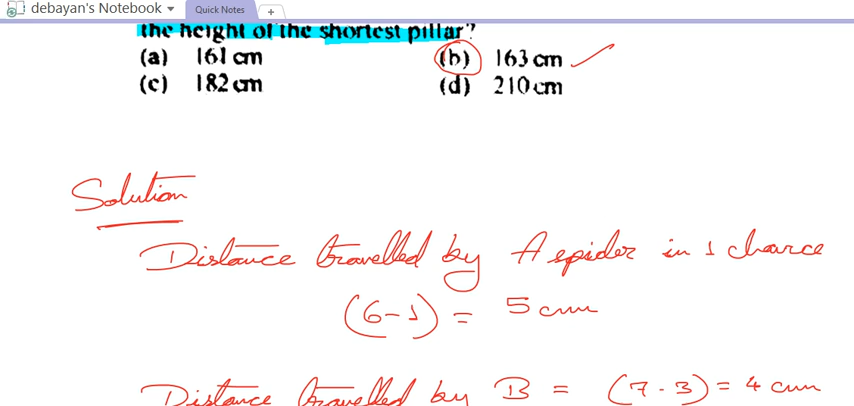 debayan's Notebook Quick Notes +
the height of the shortest pillar?
(a) 161 cm (b) 163 cm
(c) 182 cm (d) 210 cm
Solution
Distance travelled by A spider in 1 chance
(6-1) = 5 cm
Distance travelled by B = (7-3) = 4 cm